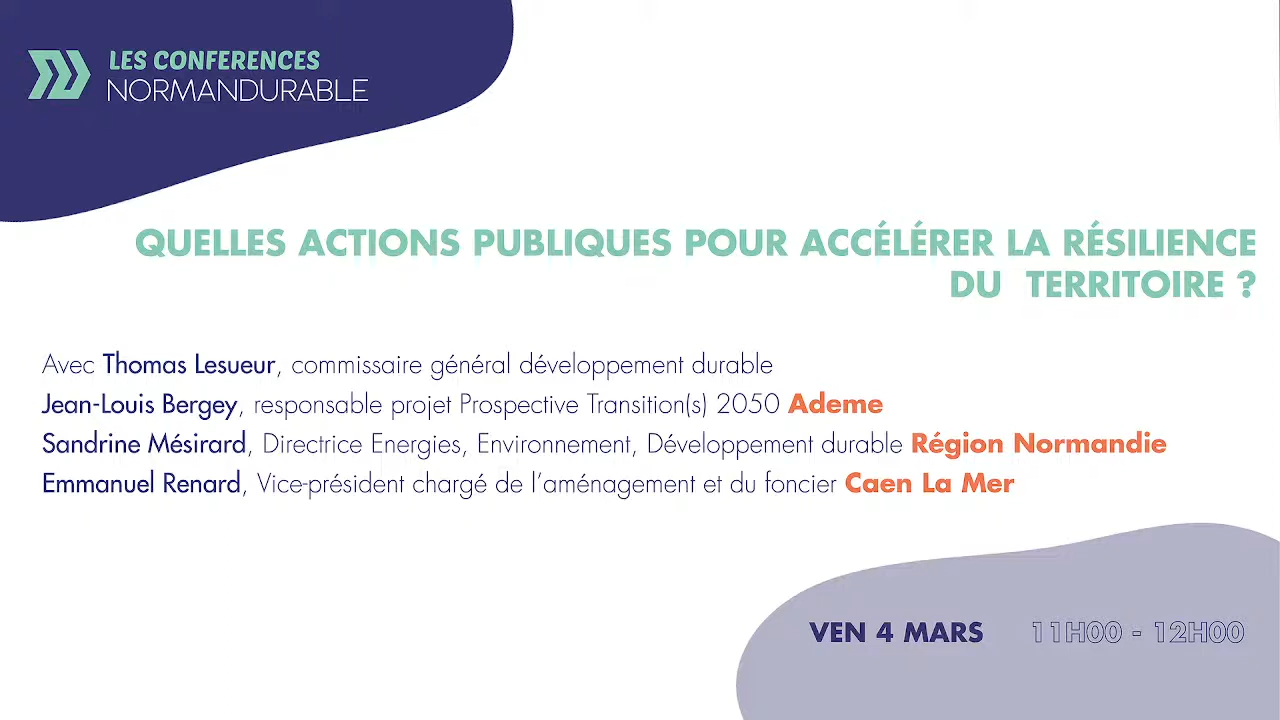 LES CONFERENCES
NORMANDURABLE
QUELLES ACTIONS PUBLIQUES POUR ACCÉLÉRER LA RÉSILIENCE
DU TERRITOIRE ?
Avec Thomas Lesueur, commissaire général développement durable
Jean-Louis Bergey, responsable projet Prospective Transition(s) 2050 Ademe
Sandrine Mésirard, Directrice Energies, Environnement, Développement durable Région Normandie
Emmanuel Renard, Vice-président chargé de l’aménagement et du foncier Caen La Mer
VEN 4 MARS 11H00 - 12H00